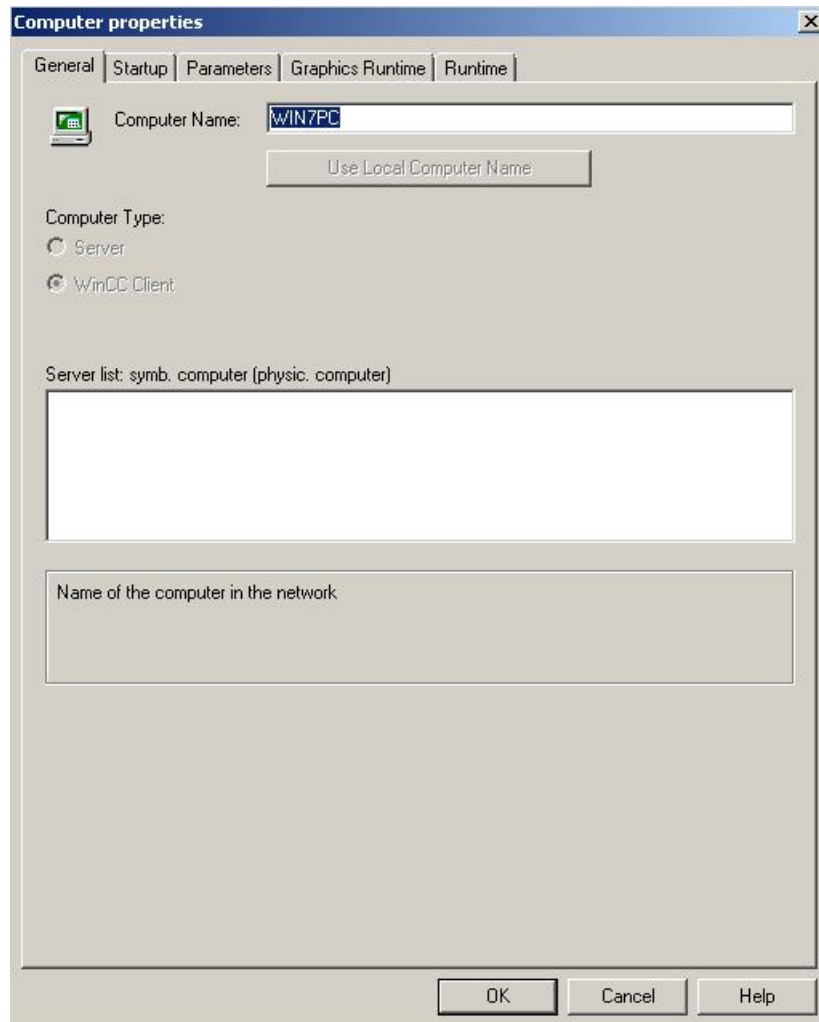 Computer properties
General Startup Parameters Graphics Runtime Runtime
Computer Name: WIN7PC
Use Local Computer Name
Computer Type:
Server
WinCC Client
Server list: symb. computer (physic. computer)
Name of the computer in the network
OK Cancel Help